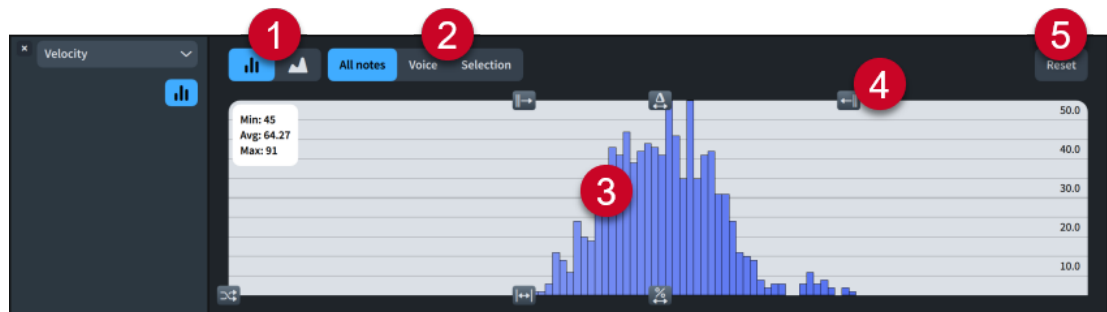 1
2
5
Velocity
All notes Voice Selection
Reset
4
Min: 45
Avg: 64.27
Max: 91
50.0
40.0
3
30.0
20.0
10.0